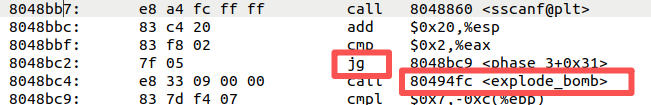 8048bb7: e8 a4 fc ff ff call 8048860 <sscanf@plt>
8048bbc: 83 c4 20 add $0x20,%esp
8048bbf: 83 f8 02 cmp $0x2,%eax
8048bc2: 7f 05 jg 8048bc9 <phase 3+0x31>
8048bc4: e8 33 09 00 00 call 80494fc <explode_bomb>
8048bc9: 83 7d f4 07 cmpl $0x7,-0xc(%ebp)